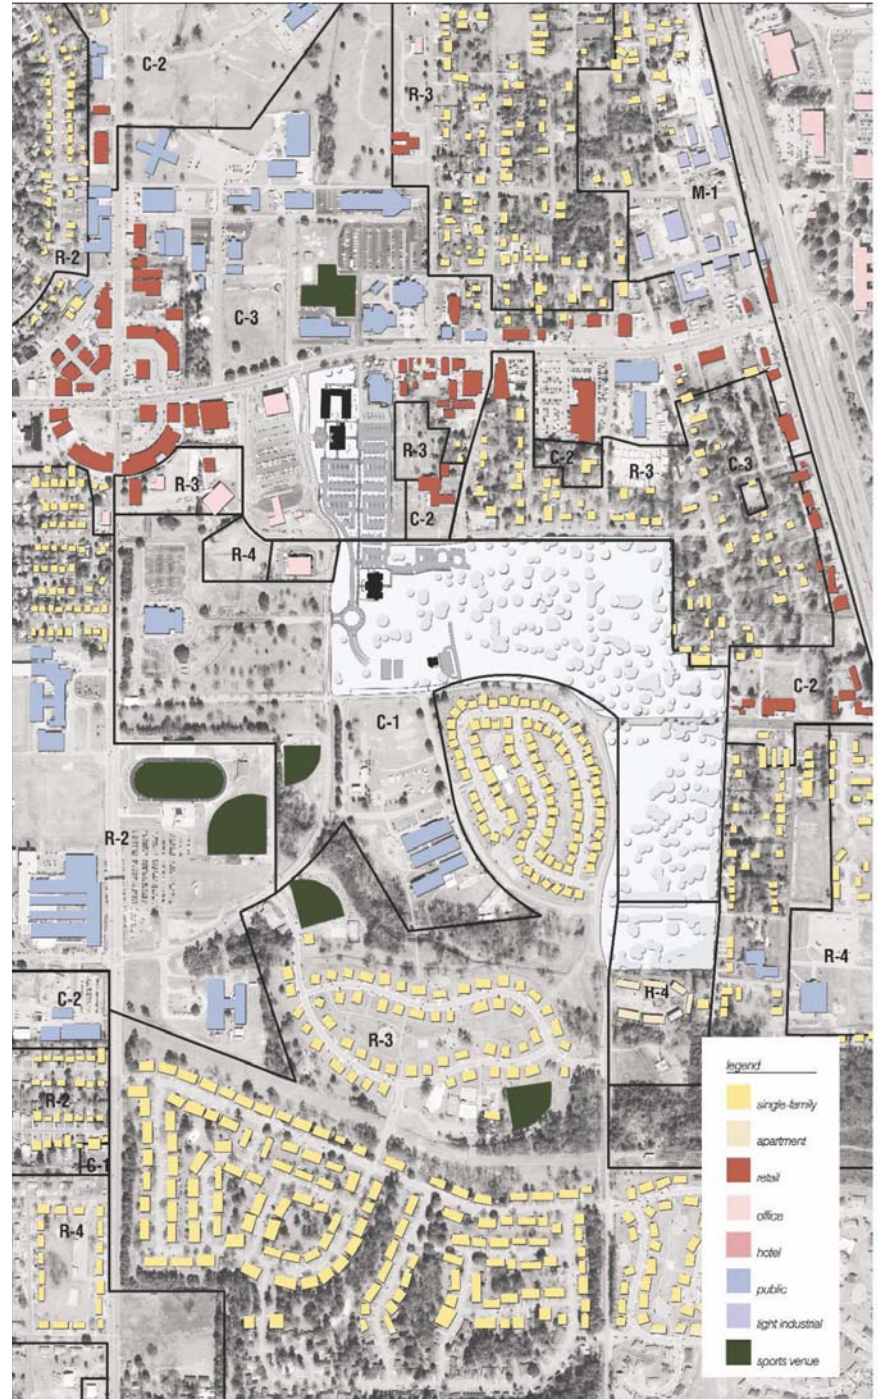 C-2
R-3
M-1
R-2
C-3
R-3
C-2
R-3
C-3
R-3
C-2
R-4
C-2
C-1
R-2
R-4
C-2
R-4
R-3
R-2
C-1
R-4
legend
single-family
apartment
retail
office
hotel
public
light industrial
sports venue